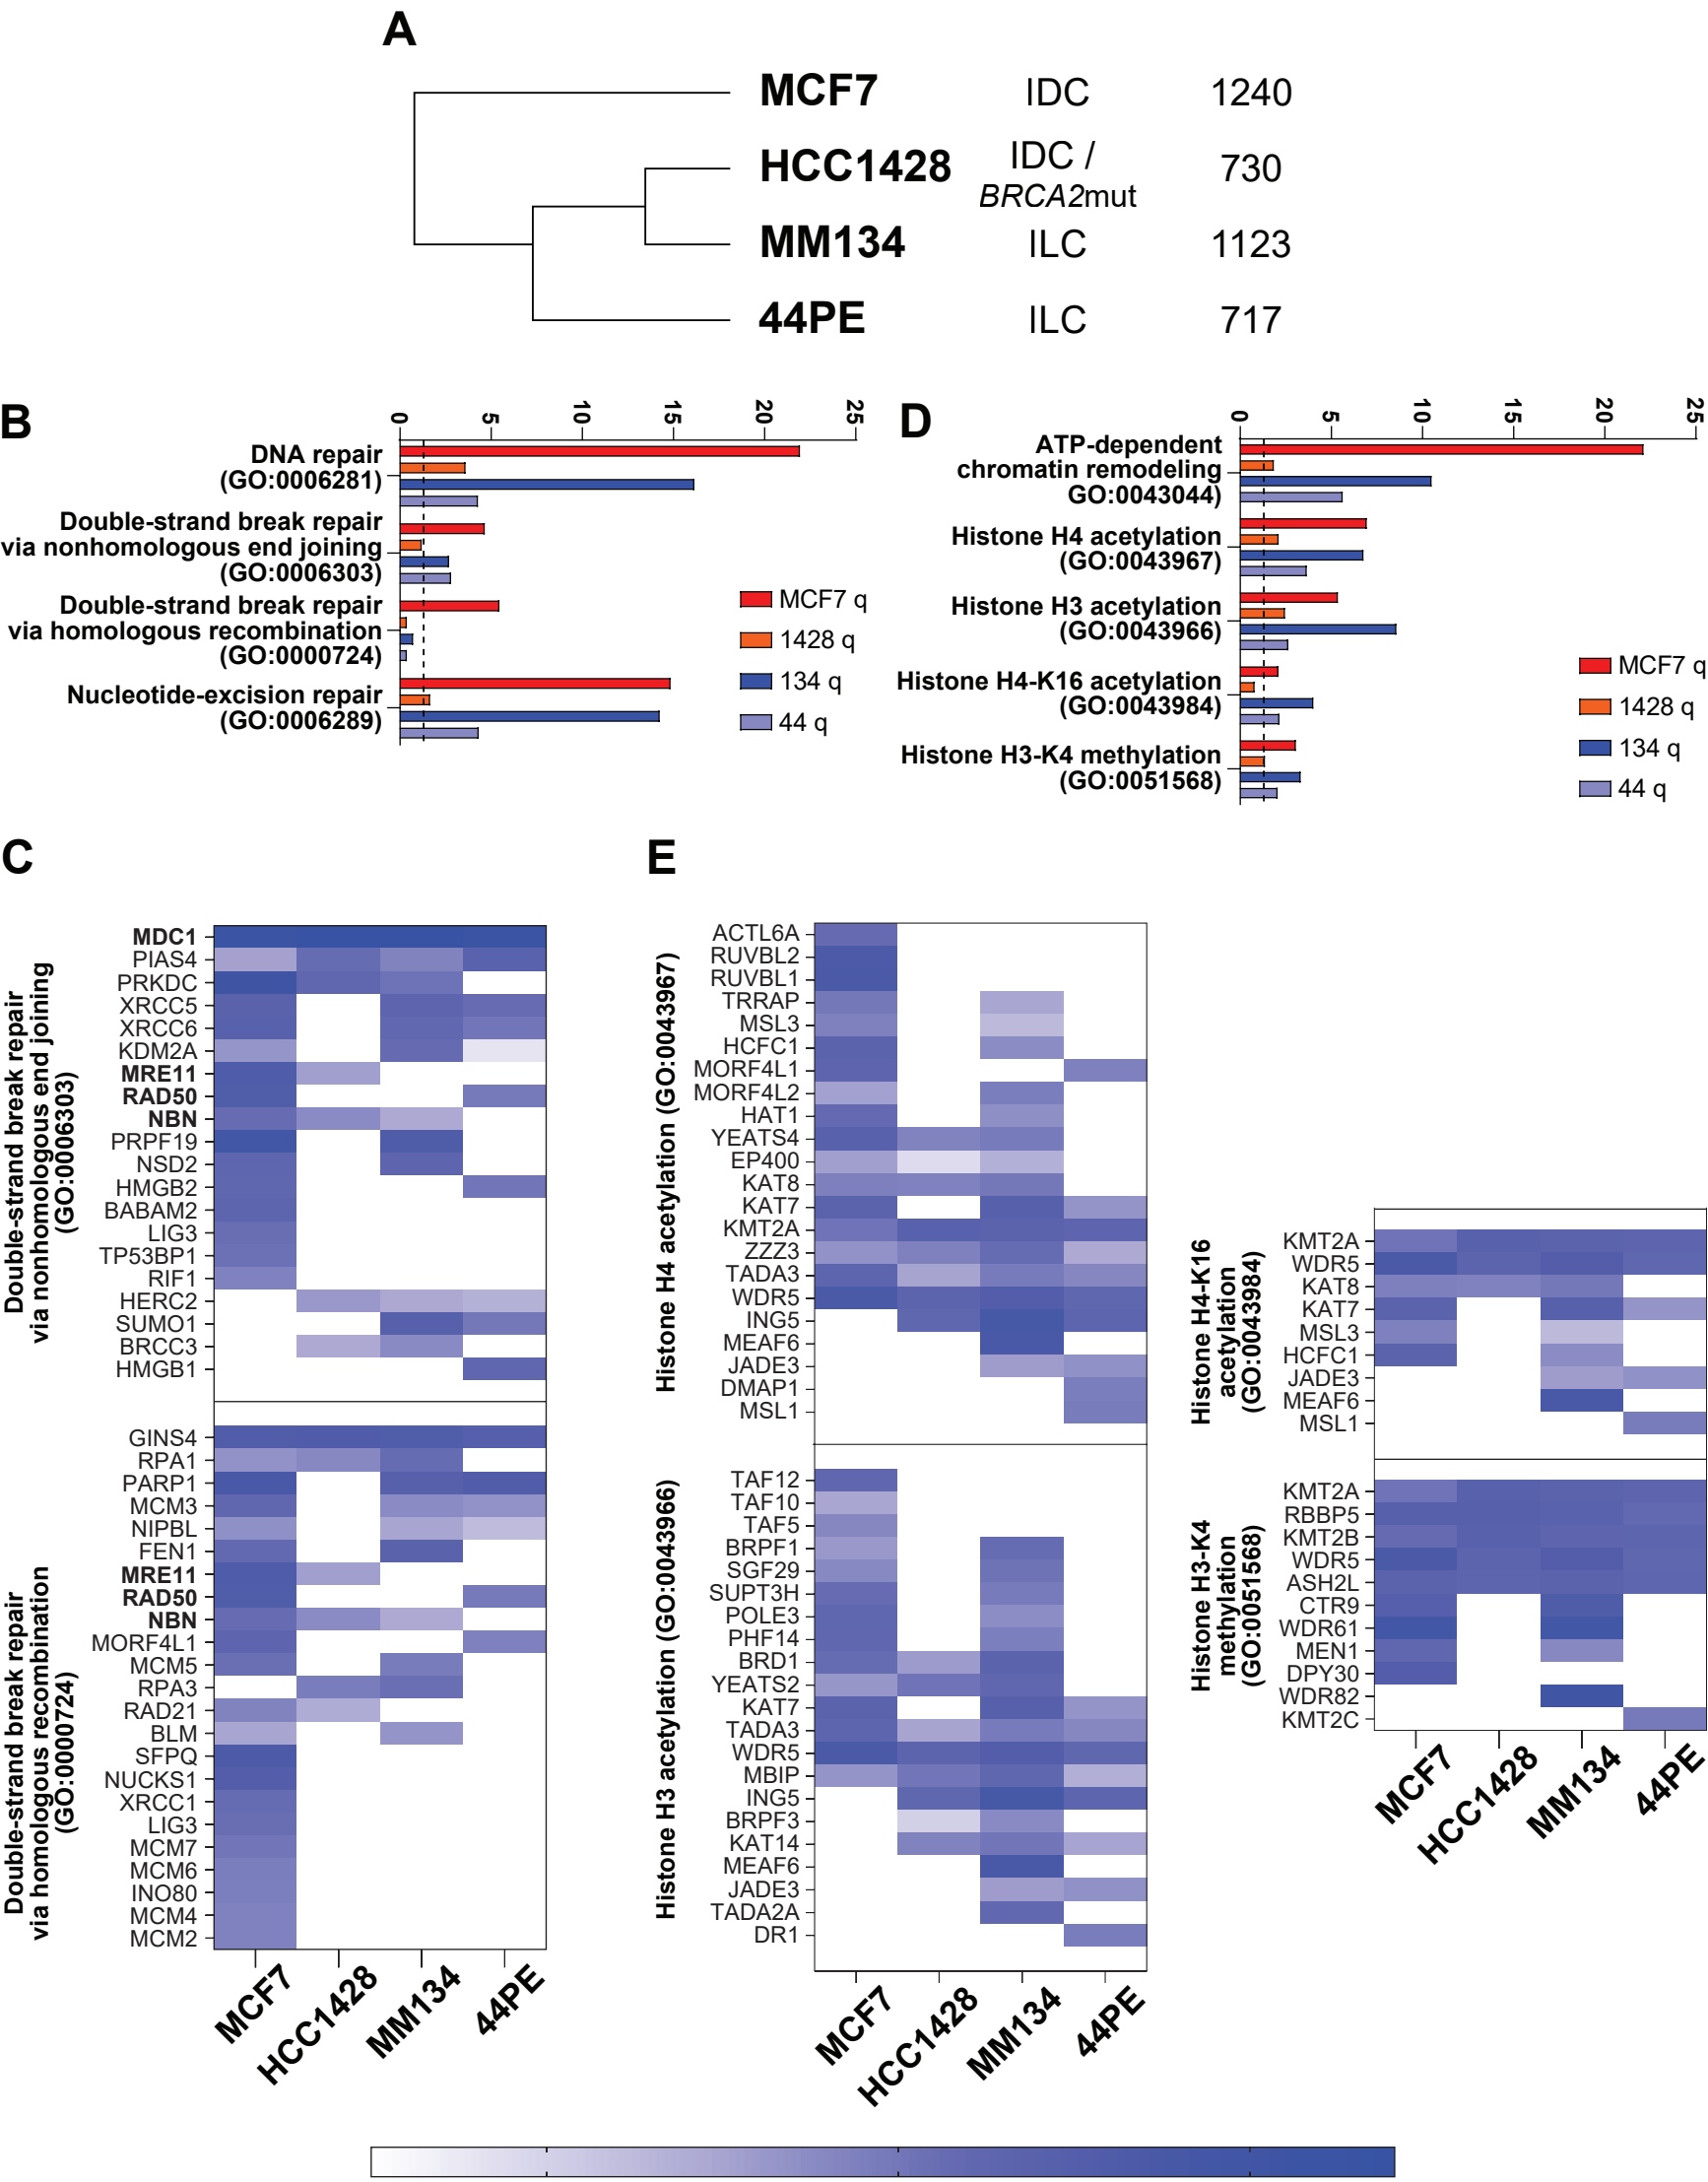 A
MCF7 IDC 1240
HCC1428 IDC / BRCA2mut 730
MM134 ILC 1123
44PE ILC 717
B
0 5 10 15 20 25
DNA repair
(GO:0006281)
Double-strand break repair
via nonhomologous end joining
(GO:0006303)
Double-strand break repair
via homologous recombination
(GO:0000724)
Nucleotide-excision repair
(GO:0006289)
MCF7 q
1428 q
134 q
44 q
D
0 5 10 15 20 25
ATP-dependent
chromatin remodeling
GO:0043044)
Histone H4 acetylation
(GO:0043967)
Histone H3 acetylation
(GO:0043966)
Histone H4-K16 acetylation
(GO:0043984)
Histone H3-K4 methylation
(GO:0051568)
MCF7 q
1428 q
134 q
44 q
C
Double-strand break repair
via nonhomologous end joining
(GO:0006303)
MDC1
PIAS4
PRKDC
XRCC5
XRCC6
KDM2A
MRE11
RAD50
NBN
PRPF19
NSD2
HMGB2
BABAM2
LIG3
TP53BP1
RIF1
HERC2
SUMO1
BRCC3
HMGB1
Double-strand break repair
via homologous recombination
(GO:0000724)
GINS4
RPA1
PARP1
MCM3
NIPBL
FEN1
MRE11
RAD50
NBN
MORF4L1
MCM5
RPA3
RAD21
BLM
SFPQ
NUCKS1
XRCC1
LIG3
MCM7
MCM6
INO80
MCM4
MCM2
MCF7 HCC1428 MM134 44PE
E
Histone H4 acetylation (GO:0043967)
ACTL6A
RUVBL2
RUVBL1
TRRAP
MSL3
HCFC1
MORF4L1
MORF4L2
HAT1
YEATS4
EP400
KAT8
KAT7
KMT2A
ZZZ3
TADA3
WDR5
ING5
MEAF6
JADE3
DMAP1
MSL1
Histone H3 acetylation (GO:0043966)
TAF12
TAF10
TAF5
BRPF1
SGF29
SUPT3H
POLE3
PHF14
BRD1
YEATS2
KAT7
TADA3
WDR5
MBIP
ING5
BRPF3
KAT14
MEAF6
JADE3
TADA2A
DR1
MCF7 HCC1428 MM134 44PE
Histone H4-K16
acetylation
(GO:0043984)
KMT2A
WDR5
KAT8
KAT7
MSL3
HCFC1
JADE3
MEAF6
MSL1
Histone H3-K4
methylation
(GO:0051568)
KMT2A
RBBP5
KMT2B
WDR5
ASH2L
CTR9
WDR61
MEN1
DPY30
WDR82
KMT2C
MCF7 HCC1428 MM134 44PE